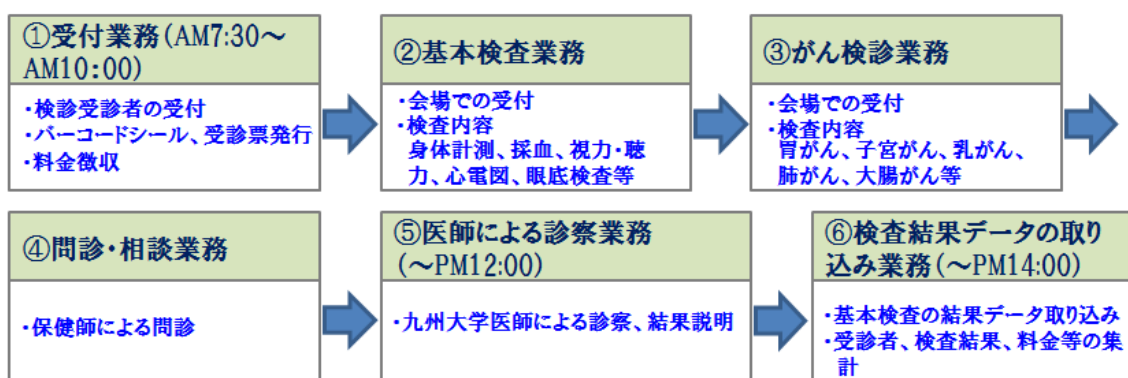 ①受付業務(AM7:30～
AM10:00)
・検診受診者の受付
・バーコードシール、受診票発行
・料金徴収
②基本検査業務
・会場での受付
・検査内容
身体計測、採血、視力・聴
力、心電図、眼底検査等
③がん検診業務
・会場での受付
・検査内容
胃がん、子宮がん、乳がん、
肺がん、大腸がん等
④問診・相談業務
・保健師による問診
⑤医師による診察業務
(～PM12:00)
・九州大学医師による診察、結果説明
⑥検査結果データの取り
込み業務(～PM14:00)
・基本検査の結果データ取り込み
・受診者、検査結果、料金等の集
計